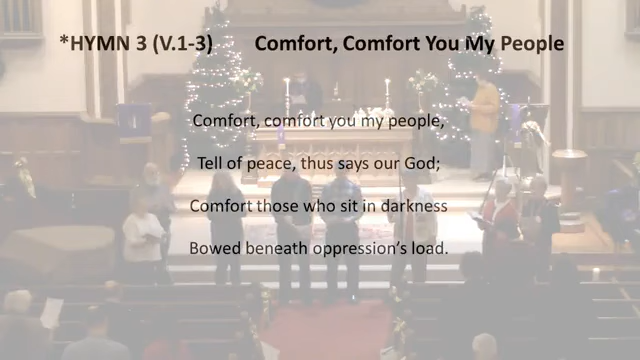 *HYMN 3 (V.1-3) Comfort, Comfort You My People
Comfort, comfort you my people,
Tell of peace, thus says our God;
Comfort those who sit in darkness
Bowed beneath oppression's load.